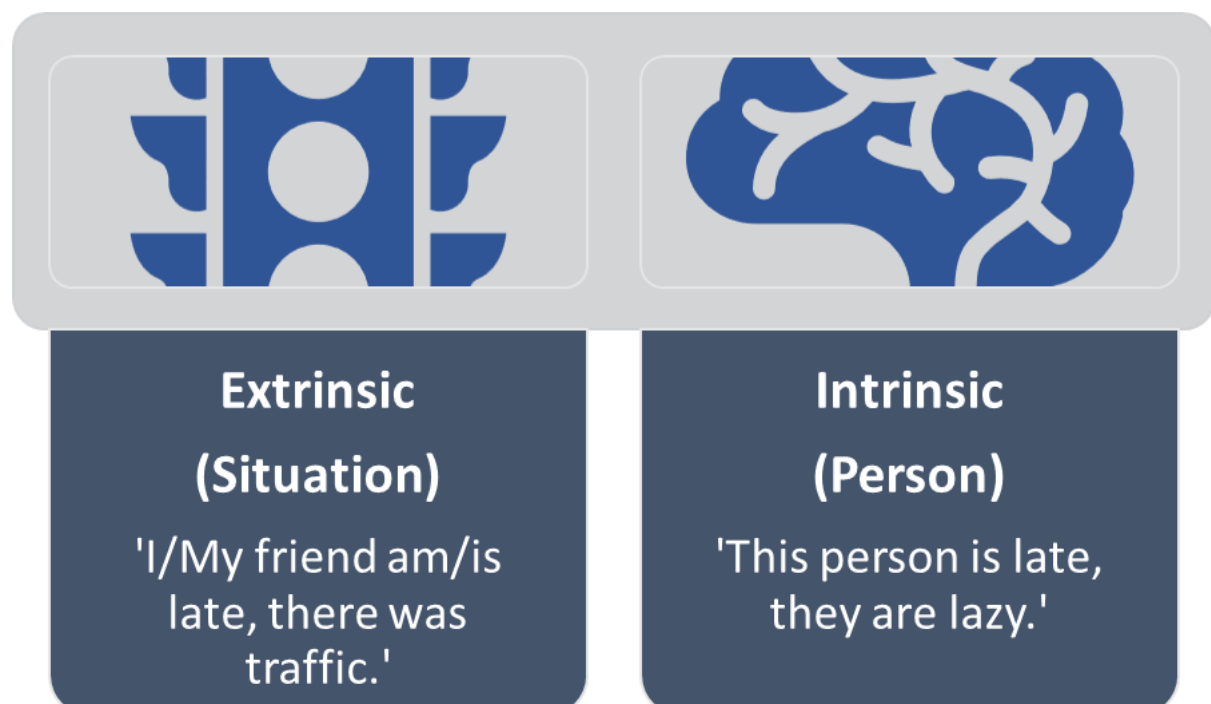 Extrinsic
(Situation)
'I/My friend am/is
late, there was
traffic.'
Intrinsic
(Person)
'This person is late,
they are lazy.'